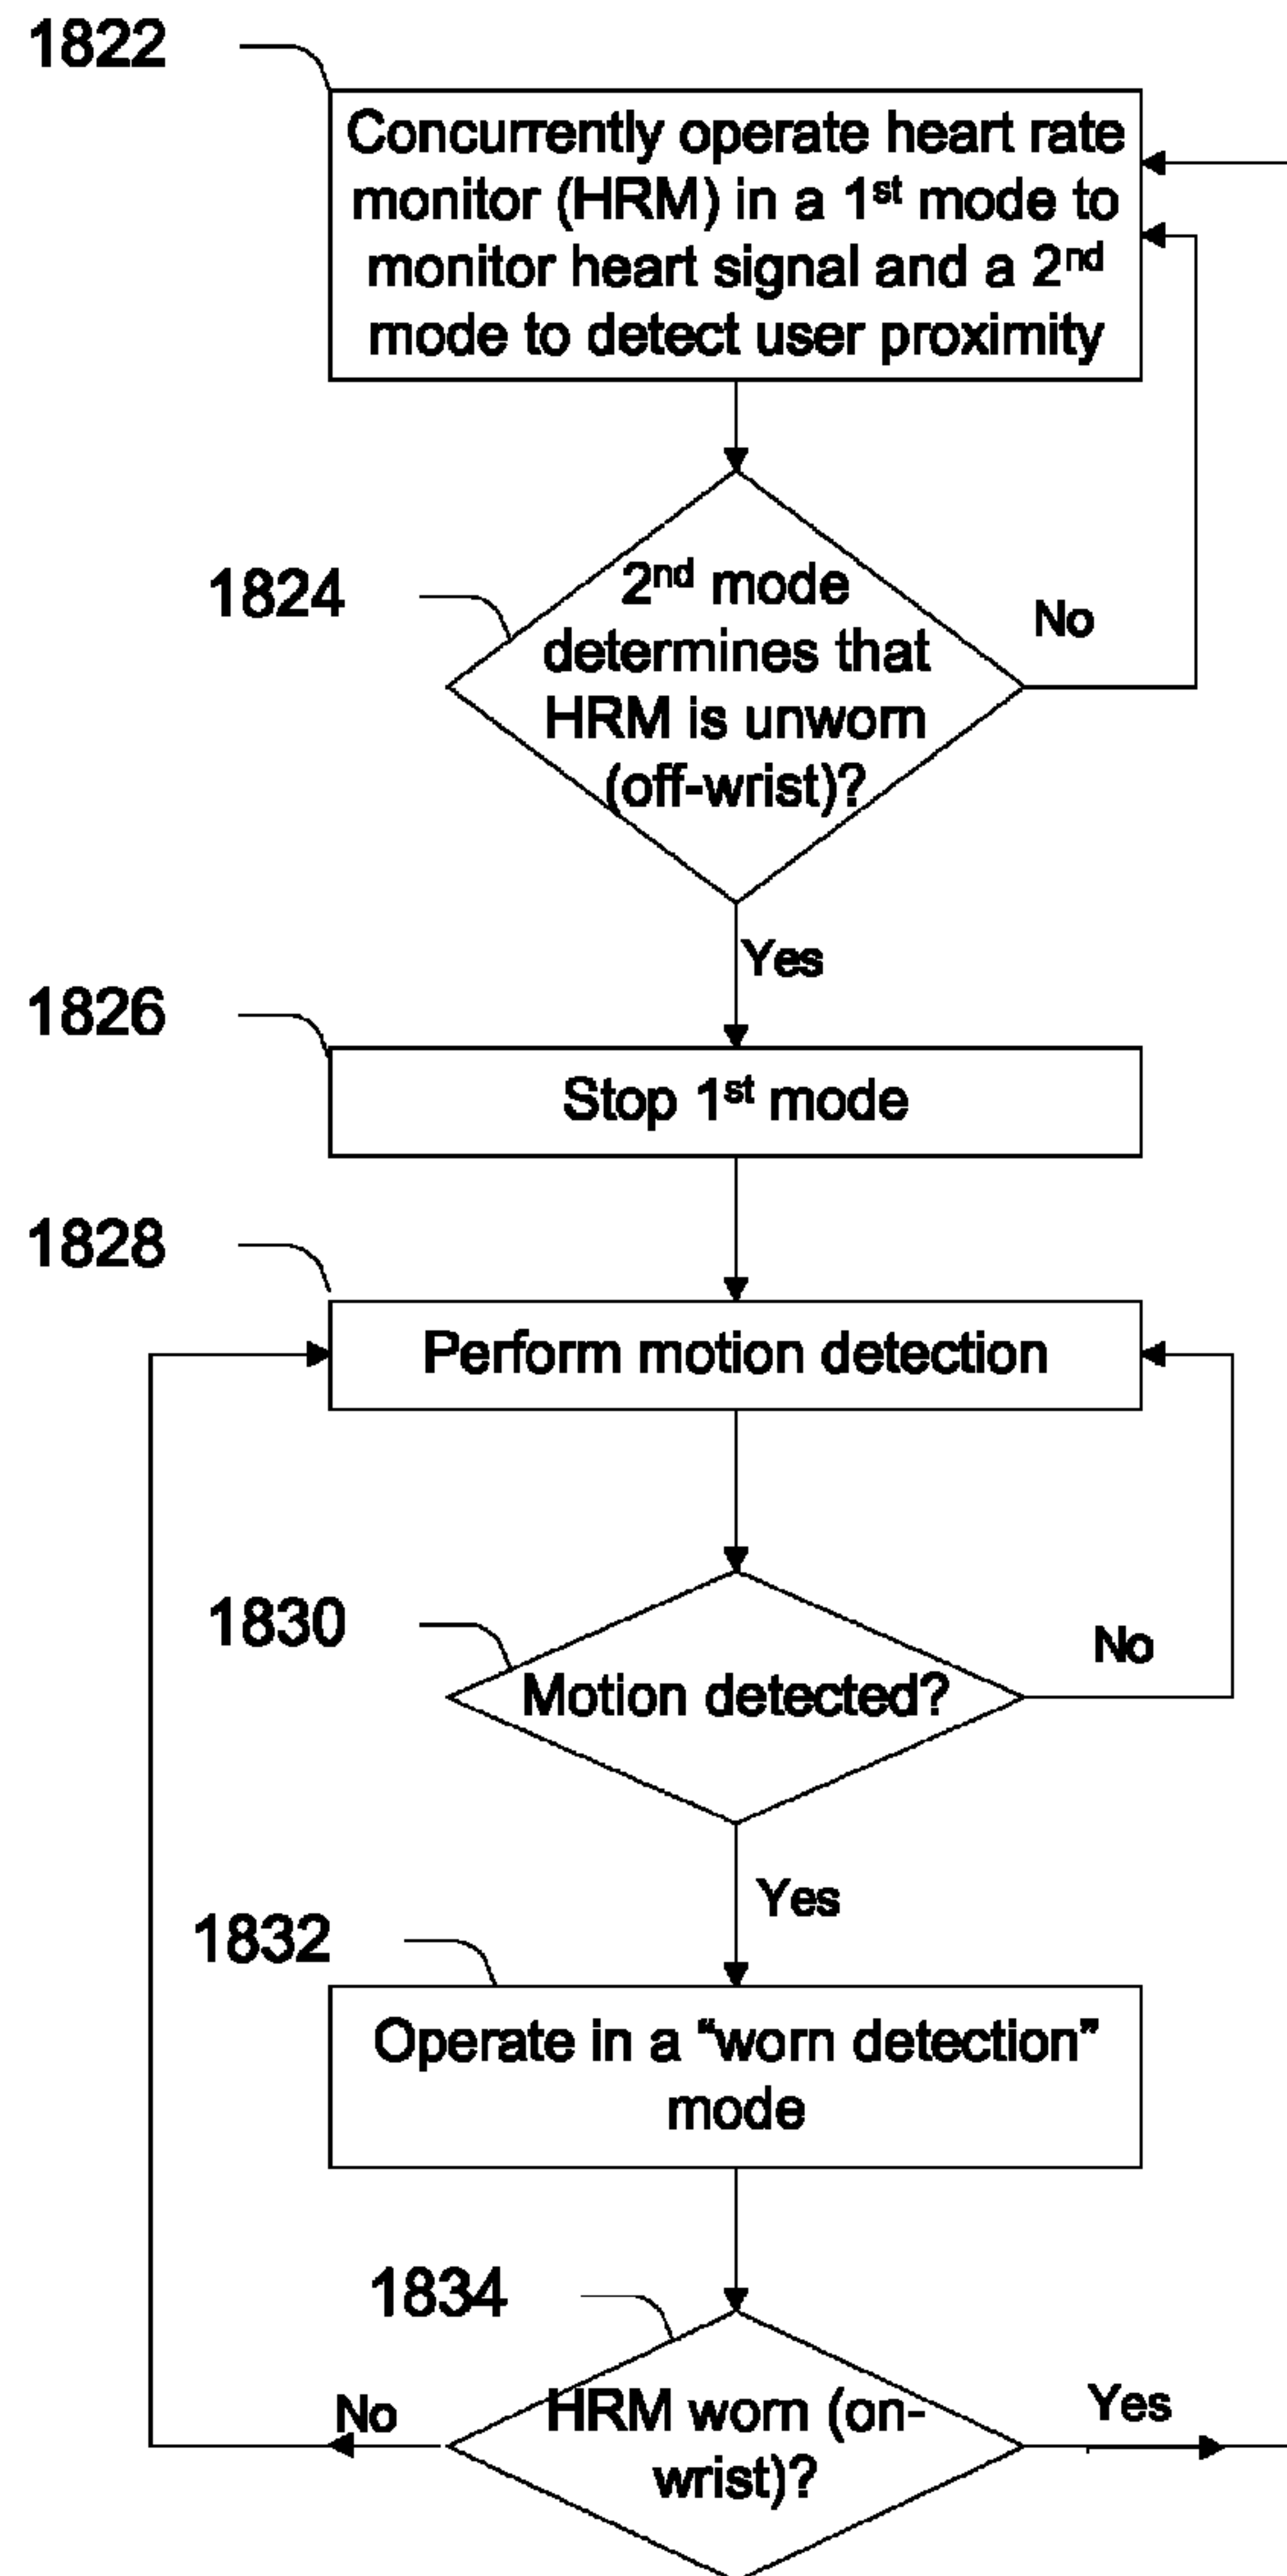 1822
Concurrently operate heart rate
monitor (HRM) in a 1st mode to
monitor heart signal and a 2nd
mode to detect user proximity
1824
2nd mode
determines that
HRM is unworn
(off-wrist)?
No
Yes
1826
Stop 1st mode
1828
Perform motion detection
1830
Motion detected?
No
Yes
1832
Operate in a “worn detection”
mode
1834
HRM worn (on-
wrist)?
No
Yes